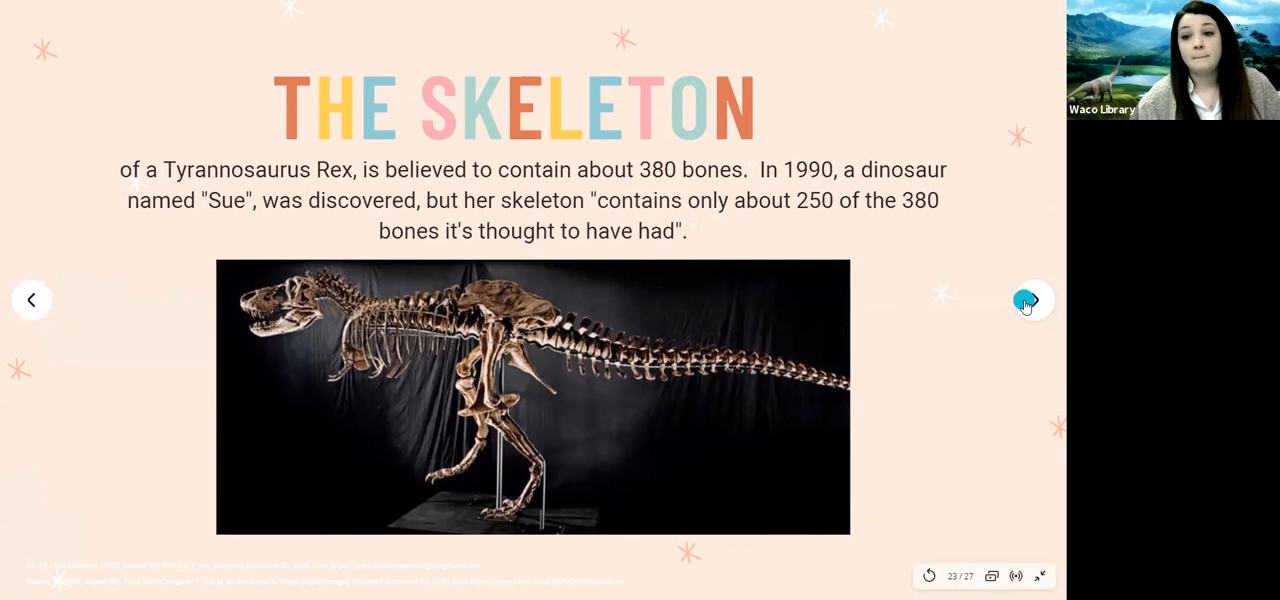 THE SKELETON
of a Tyrannosaurus Rex, is believed to contain about 380 bones. In 1990, a dinosaur
named "Sue", was discovered, but her skeleton "contains only about 250 of the 380
bones it's thought to have had".
Waco Library
23 / 27